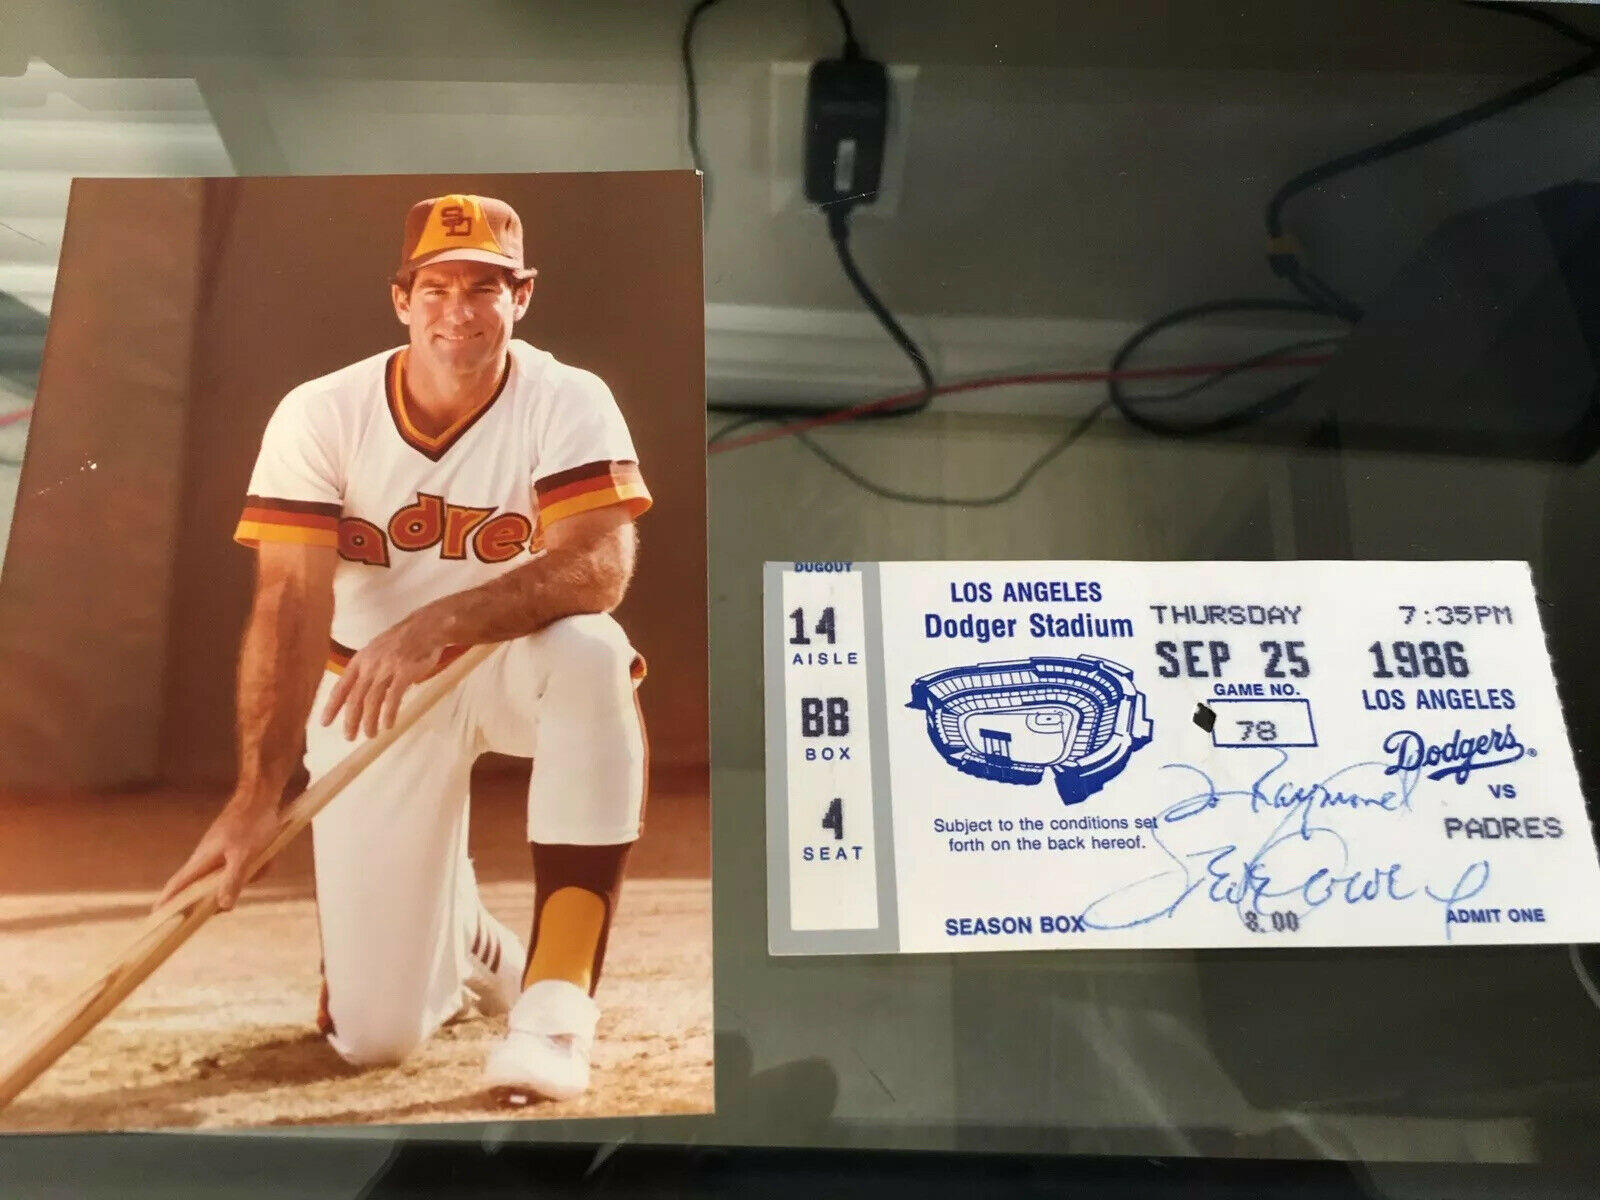 SD
adres
DUGOUT
14
AISLE
BB
BOX
4
SEAT
LOS ANGELES
Dodger Stadium
Subject to the conditions set
forth on the back hereof.
SEASON BOX
8.00
ADMIT ONE
THURSDAY 7:35PM
SEP 25 1986
GAME NO.
78
LOS ANGELES
Dodgers
VS
PADRES
To Raymond